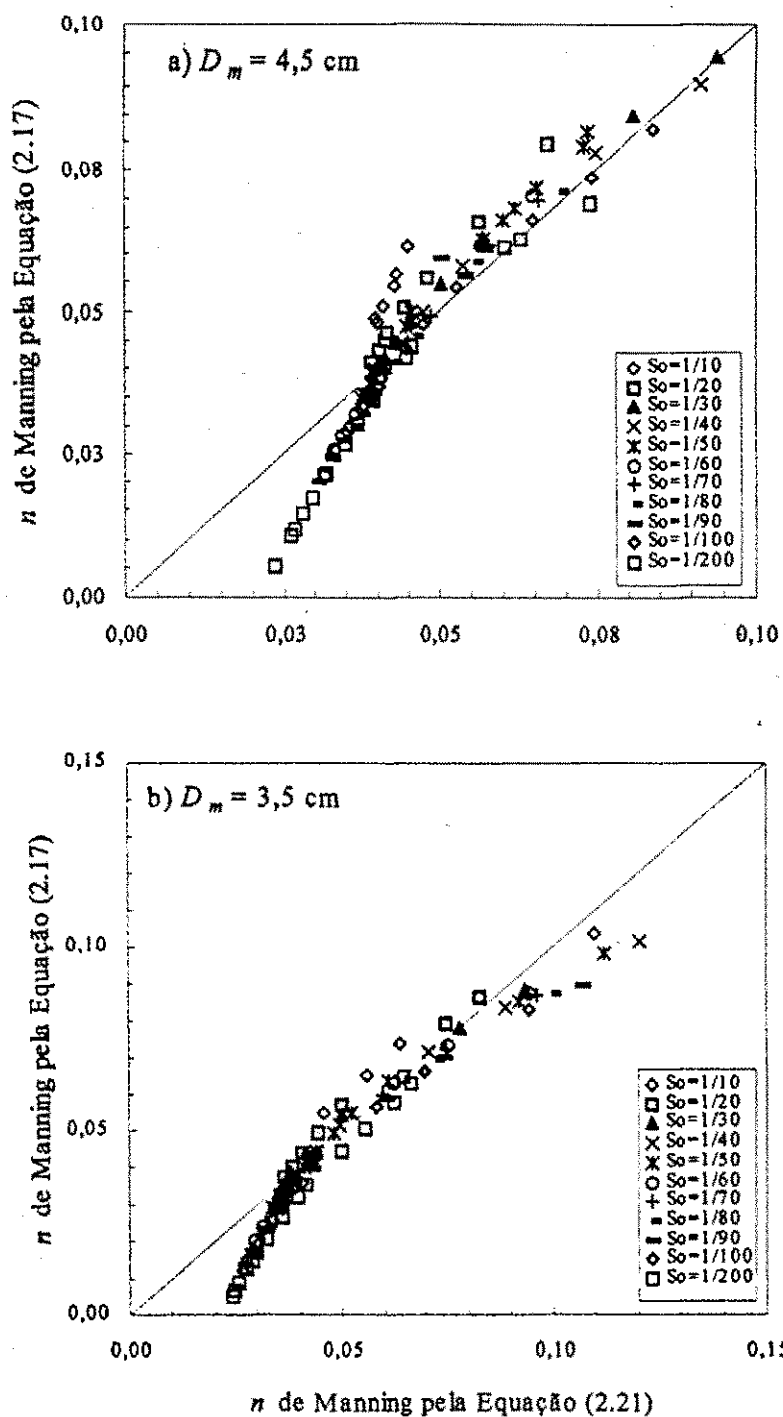 a) D m = 4,5 cm
n de Manning pela Equação (2.17)
0,10
0,08
0,05
0,03
0,00
So=1/10
So=1/20
So=1/30
So=1/40
So=1/50
So=1/60
So=1/70
So=1/80
So=1/90
So=1/100
So=1/200
0,00 0,03 0,05 0,08 0,10
b) D m = 3,5 cm
n de Manning pela Equação (2.17)
0,15
0,10
0,05
0,00
So=1/10
So=1/20
So=1/30
So=1/40
So=1/50
So=1/60
So=1/70
So=1/80
So=1/90
So=1/100
So=1/200
0,00 0,05 0,10 0,15
n de Manning pela Equação (2.21)